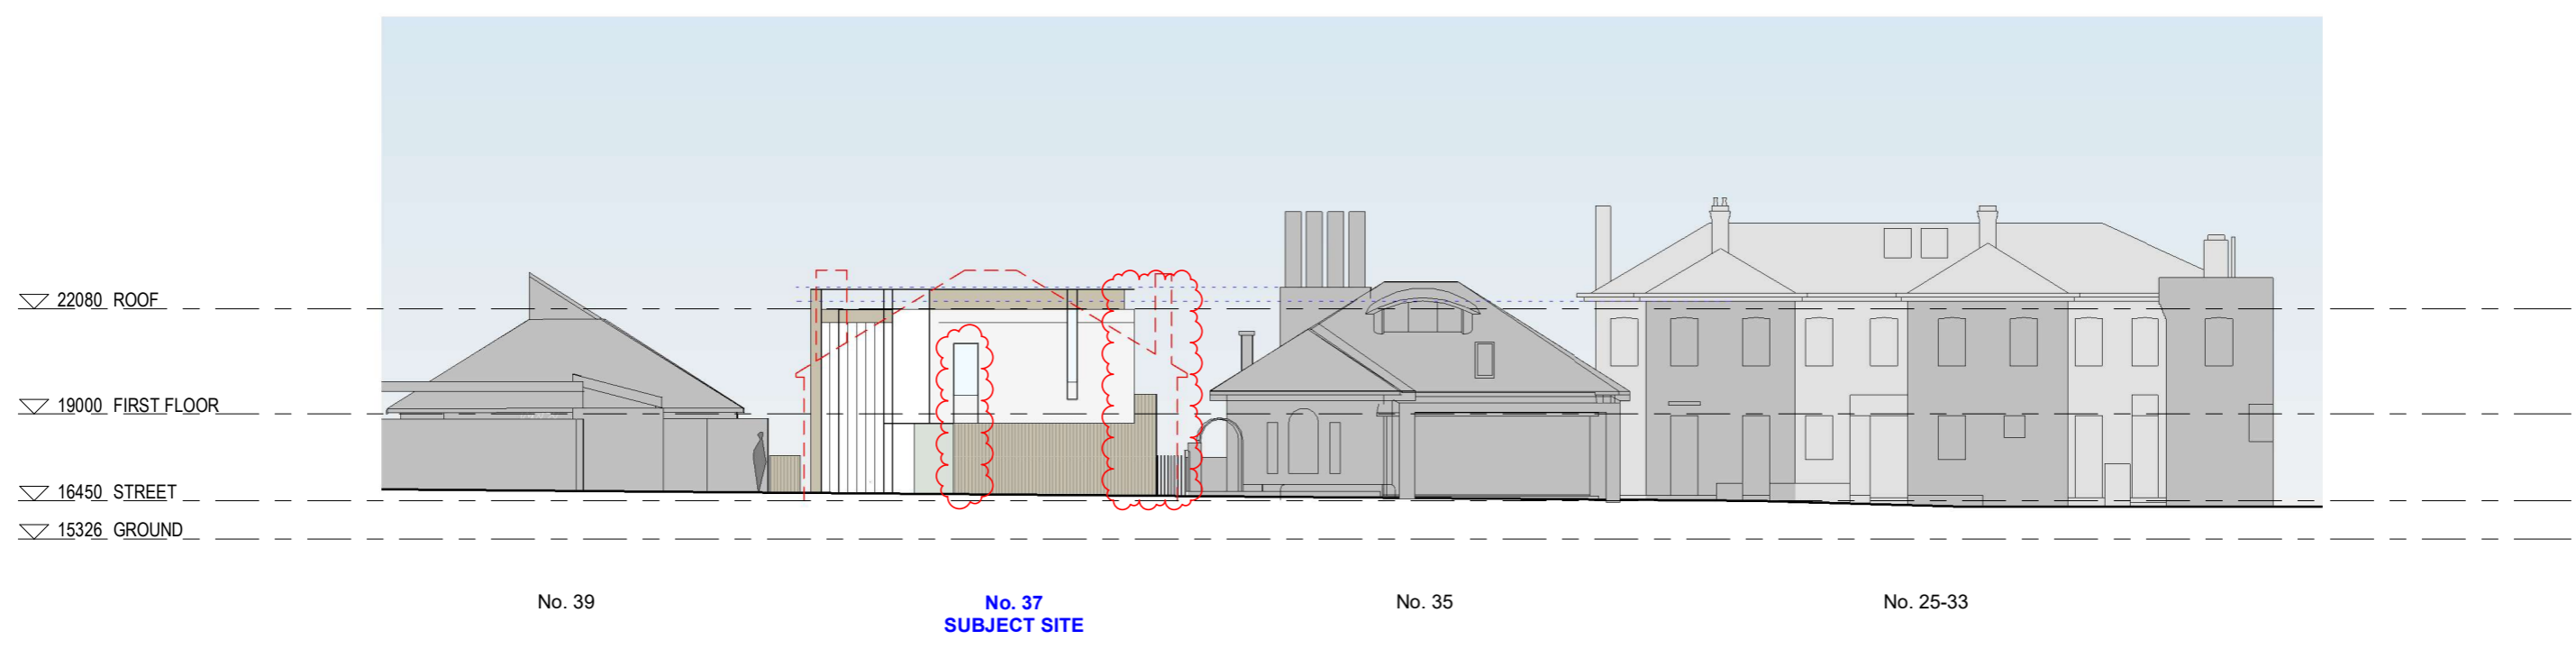 22080 ROOF
19000 FIRST FLOOR
16450 STREET
15326 GROUND
No. 39
No. 37
SUBJECT SITE
No. 35
No. 25-33